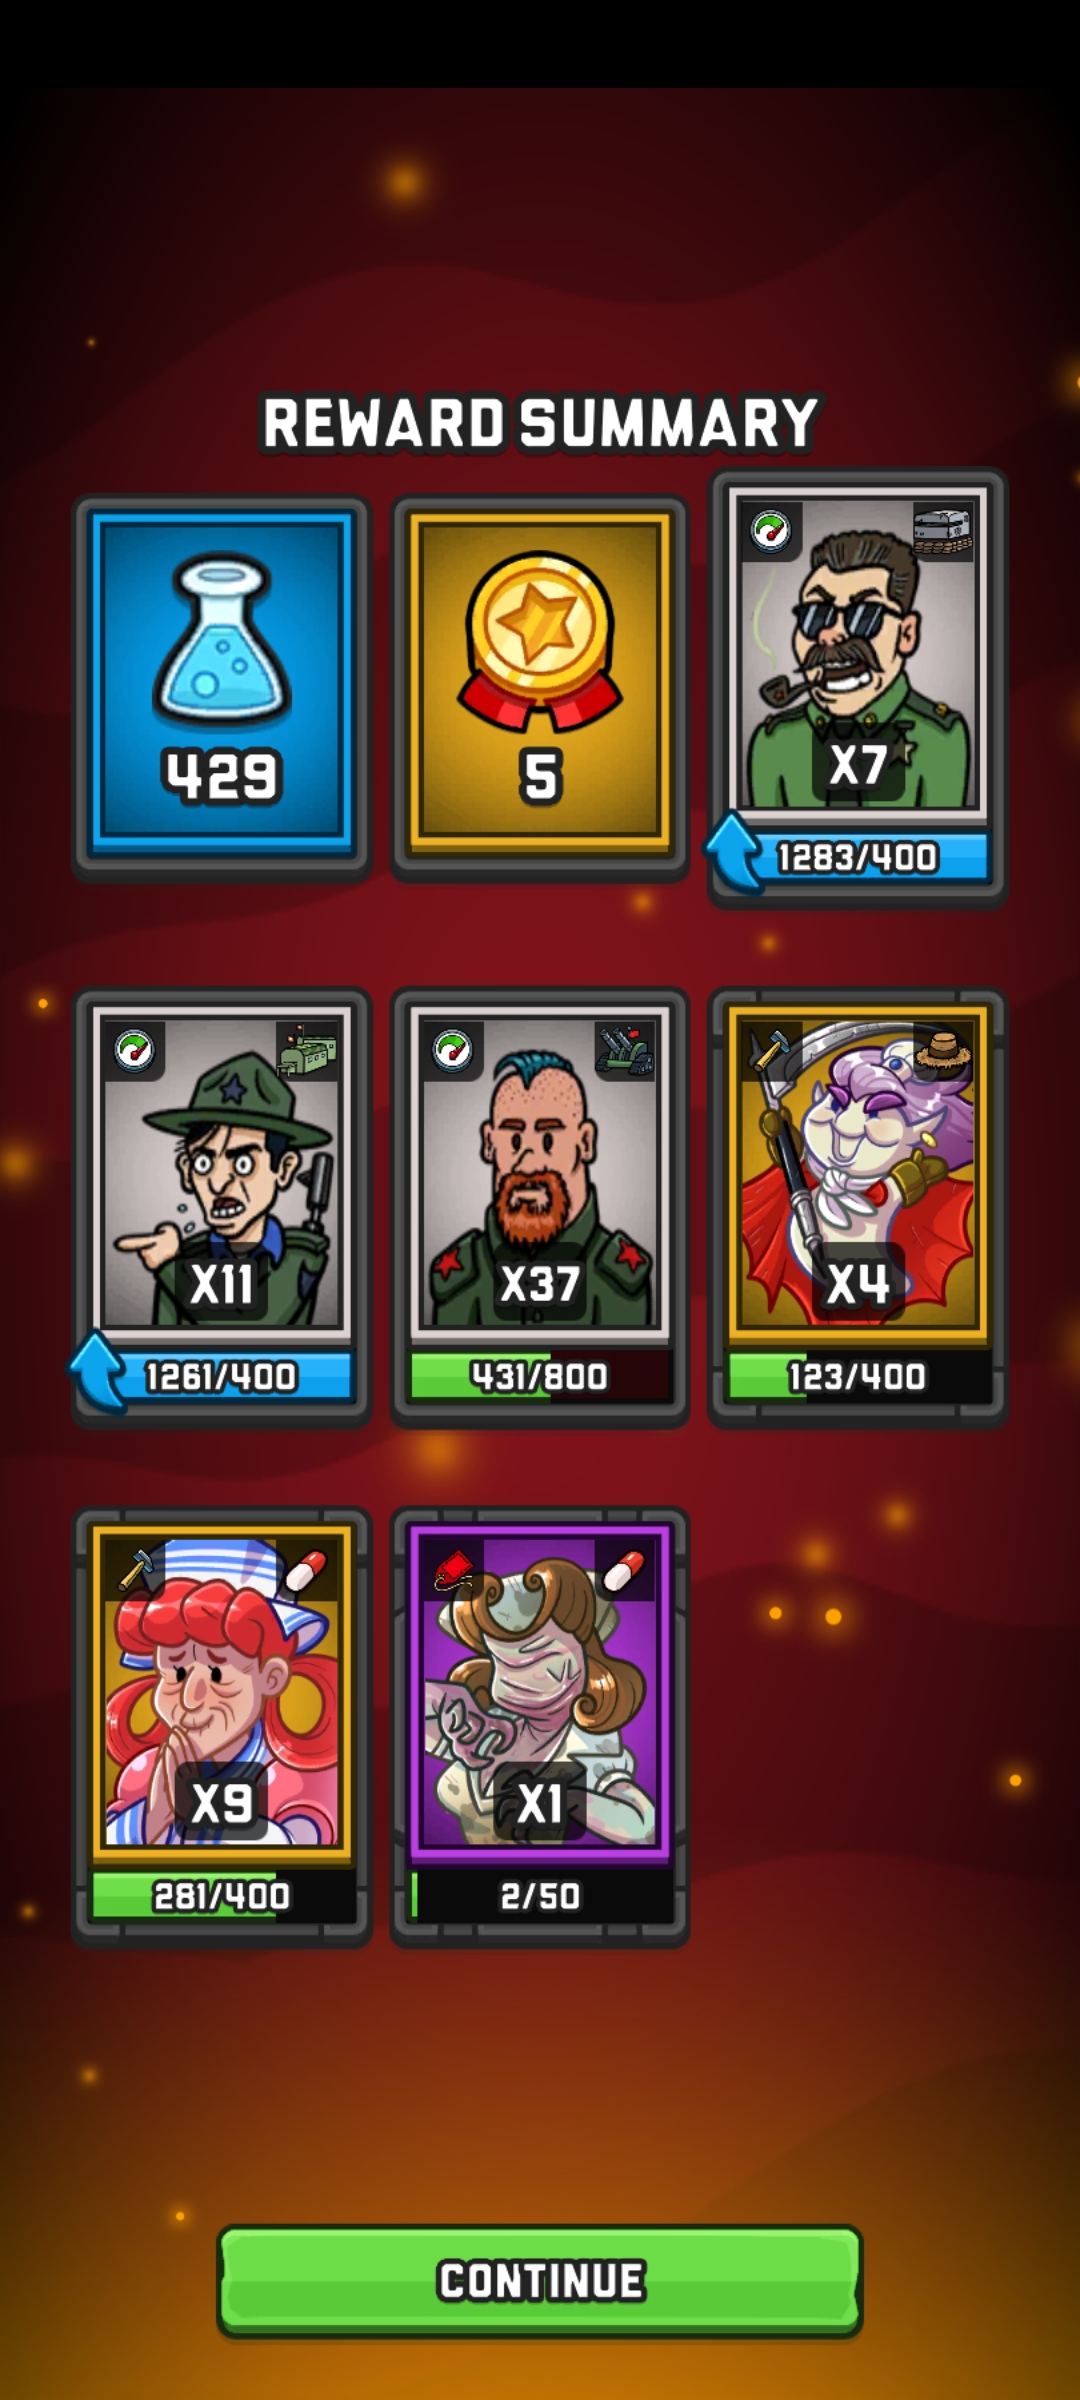 REWARD SUMMARY
429
5
X7
1283/400
X11
1261/400
X37
431/800
X4
123/400
X9
281/400
X1
2/50
CONTINUE